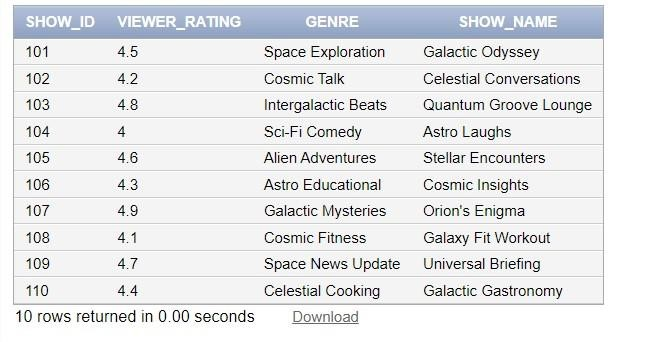 SHOW_ID VIEWER_RATING GENRE SHOW_NAME
101 4.5 Space Exploration Galactic Odyssey
102 4.2 Cosmic Talk Celestial Conversations
103 4.8 Intergalactic Beats Quantum Groove Lounge
104 4 Sci-Fi Comedy Astro Laughs
105 4.6 Alien Adventures Stellar Encounters
106 4.3 Astro Educational Cosmic Insights
107 4.9 Galactic Mysteries Orion's Enigma
108 4.1 Cosmic Fitness Galaxy Fit Workout
109 4.7 Space News Update Universal Briefing
110 4.4 Celestial Cooking Galactic Gastronomy
10 rows returned in 0.00 seconds Download